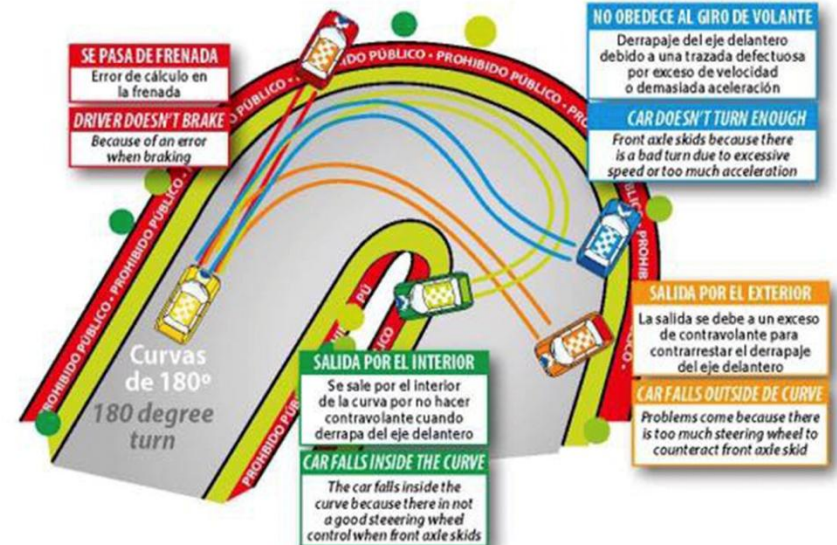 SE PASA DE FRENADA
Error de cálculo en
la frenada
DRIVER DOESN'T BRAKE
Because of an error
when braking
NO OBEDECE AL GIRO DE VOLANTE
Derrapaje del eje delantero
debido a una trazada defectuosa
por exceso de velocidad
o demasiada aceleración
CAR DOESN'T TURN ENOUGH
Front axle skids because there
is a bad turn due to excessive
speed or too much acceleration
PROHIBIDO PÚBLICO • PROHIBIDO PÚBLICO • PROHIBIDO PÚBLICO
DO PÚBLICO • PROHIBIDO PÚBLICO • PRO
PROHIB
Curvas
de 180º
180 degree
turn
PROHIBIDO PÚB
SALIDA POR EL INTERIOR
Se sale por el interior
de la curva por no hacer
contravolante cuando
derrapa del eje delantero
CAR FALLS INSIDE THE CURVE
The car falls inside the
curve because there in not
a good steeering wheel
control when front axle skids
SALIDA POR EL EXTERIOR
La salida se debe a un exceso
de contravolante para
contrarrestar el derrapaje
del eje delantero
CAR FALLS OUTSIDE DE CURVE
Problems come because there
is too much steering wheel to
counteract front axle skid